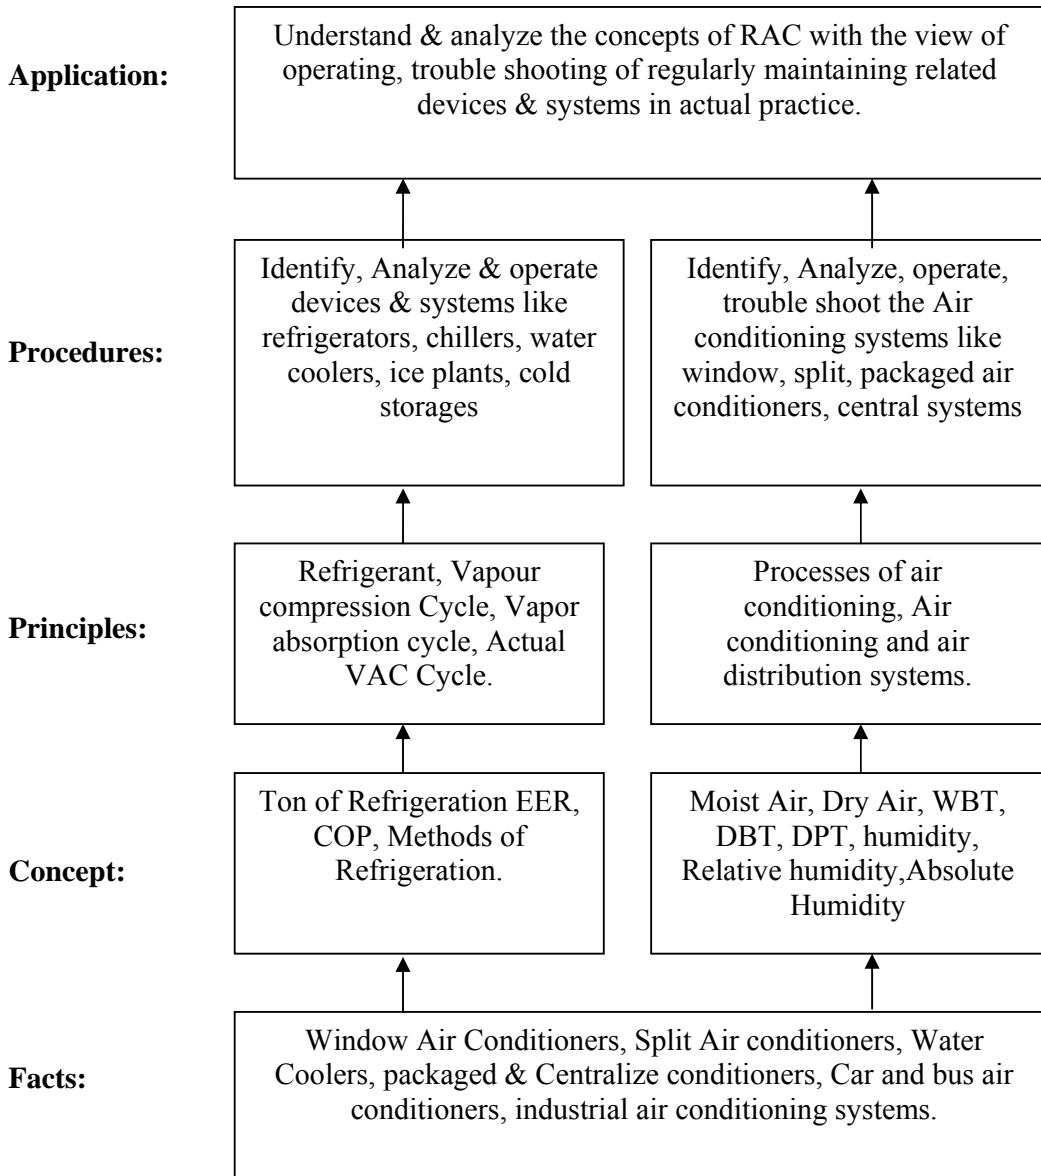 Application:
Understand & analyze the concepts of RAC with the view of
operating, trouble shooting of regularly maintaining related
devices & systems in actual practice.
Procedures:
Identify, Analyze & operate
devices & systems like
refrigerators, chillers, water
coolers, ice plants, cold
storages
Identify, Analyze, operate,
trouble shoot the Air
conditioning systems like
window, split, packaged air
conditioners, central systems
Principles:
Refrigerant, Vapour
compression Cycle, Vapor
absorption cycle, Actual
VAC Cycle.
Processes of air
conditioning, Air
conditioning and air
distribution systems.
Concept:
Ton of Refrigeration EER,
COP, Methods of
Refrigeration.
Moist Air, Dry Air, WBT,
DBT, DPT, humidity,
Relative humidity,Absolute
Humidity
Facts:
Window Air Conditioners, Split Air conditioners, Water
Coolers, packaged & Centralize conditioners, Car and bus air
conditioners, industrial air conditioning systems.